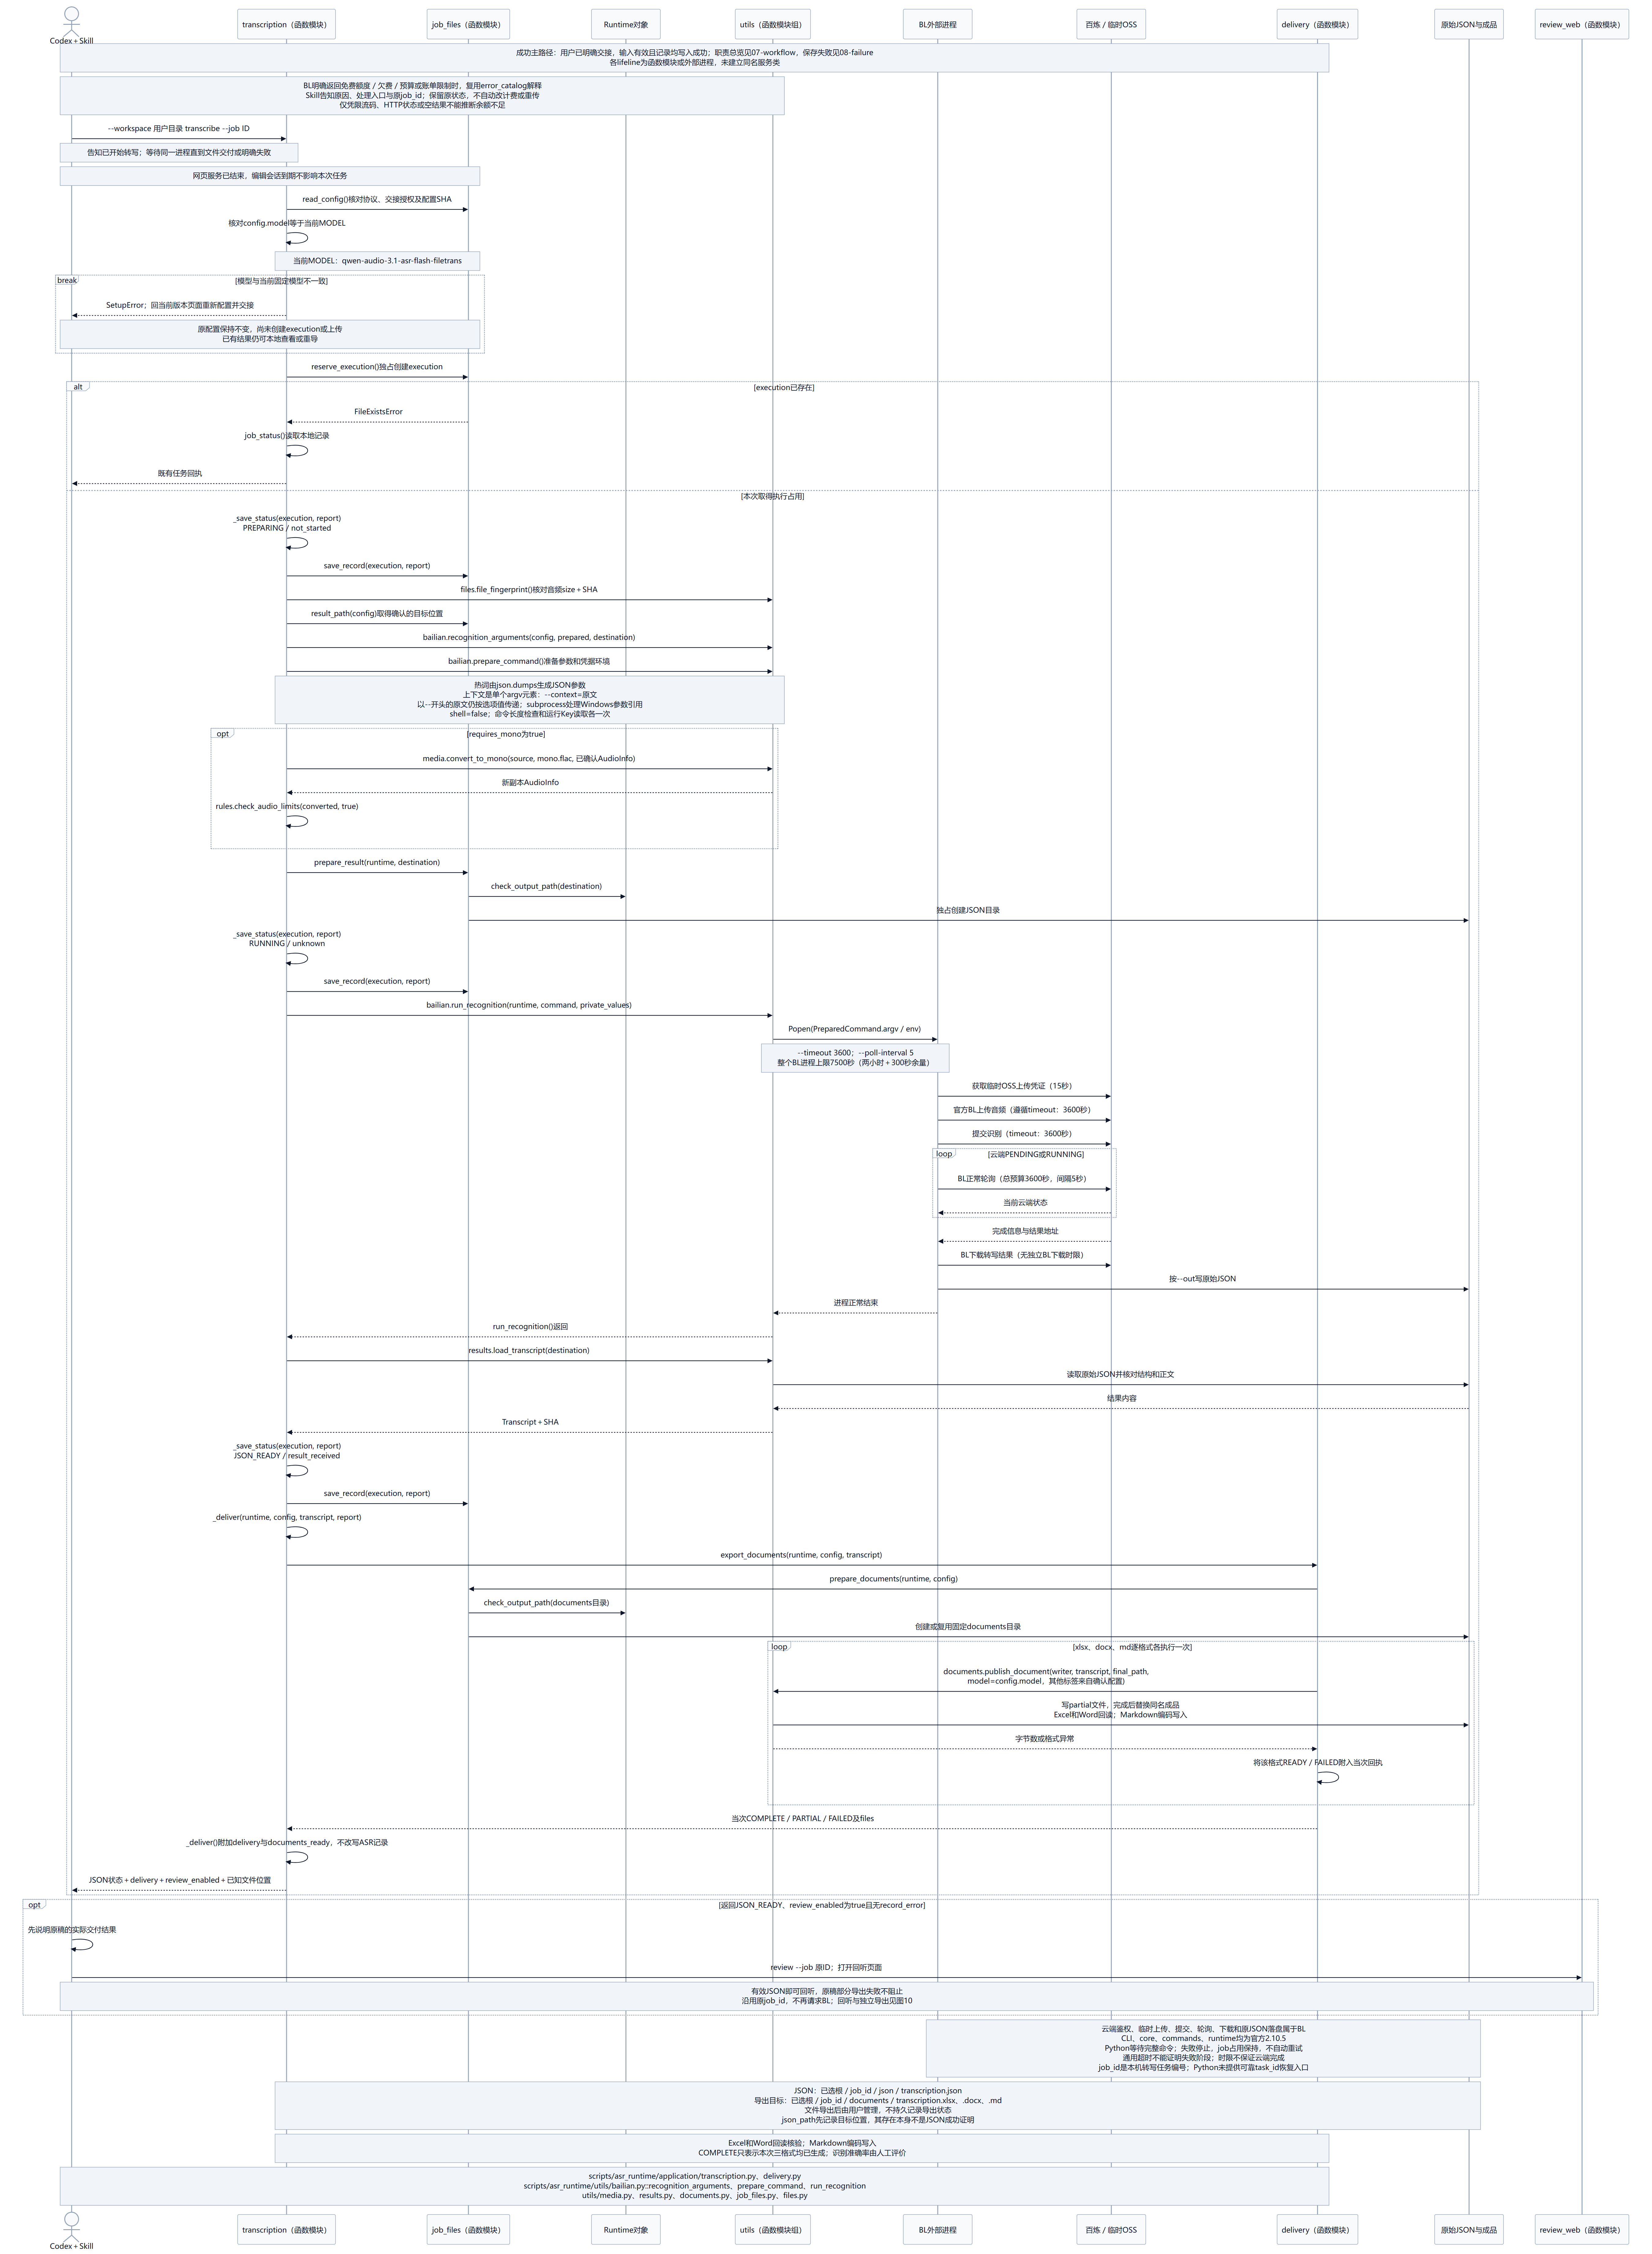 Codex＋Skill
transcription（函数模块）
job_files（函数模块）
Runtime对象
utils（函数模块组）
BL外部进程
百炼 / 临时OSS
delivery（函数模块）
原始JSON与成品
review_web（函数模块）
成功主路径：用户已明确交接，输入有效且记录均写入成功；职责总览见07-workflow，保存失败见08-failure
各lifeline为函数模块或外部进程，未建立同名服务类
BL明确返回免费额度 / 欠费 / 预算或账单限制时，复用error_catalog解释
Skill告知原因、处理入口与原job_id；保留原状态，不自动改计费或重传
仅凭限流码、HTTP状态或空结果不能推断余额不足
--workspace 用户目录 transcribe --job ID
告知已开始转写；等待同一进程直到文件交付或明确失败
网页服务已结束，编辑会话到期不影响本次任务
read_config()核对协议、交接授权及配置SHA
核对config.model等于当前MODEL
当前MODEL：qwen-audio-3.1-asr-flash-filetrans
break
[模型与当前固定模型不一致]
SetupError；回当前版本页面重新配置并交接
原配置保持不变，尚未创建execution或上传
已有结果仍可本地查看或重导
reserve_execution()独占创建execution
alt
[execution已存在]
FileExistsError
job_status()读取本地记录
既有任务回执
[本次取得执行占用]
_save_status(execution, report)
PREPARING / not_started
save_record(execution, report)
files.file_fingerprint()核对音频size＋SHA
result_path(config)取得确认的目标位置
bailian.recognition_arguments(config, prepared, destination)
bailian.prepare_command()准备参数和凭据环境
热词由json.dumps生成JSON参数
上下文是单个argv元素：--context=原文
以--开头的原文仍按选项值传递；subprocess处理Windows参数引用
shell=false；命令长度检查和运行Key读取各一次
opt
[requires_mono为true]
media.convert_to_mono(source, mono.flac, 已确认AudioInfo)
新副本AudioInfo
rules.check_audio_limits(converted, true)
prepare_result(runtime, destination)
check_output_path(destination)
独占创建JSON目录
_save_status(execution, report)
RUNNING / unknown
save_record(execution, report)
bailian.run_recognition(runtime, command, private_values)
Popen(PreparedCommand.argv / env)
--timeout 3600；--poll-interval 5
整个BL进程上限7500秒（两小时＋300秒余量）
获取临时OSS上传凭证（15秒）
官方BL上传音频（遵循timeout：3600秒）
提交识别（timeout：3600秒）
loop
[云端PENDING或RUNNING]
BL正常轮询（总预算3600秒，间隔5秒）
当前云端状态
完成信息与结果地址
BL下载转写结果（无独立BL下载时限）
按--out写原始JSON
进程正常结束
run_recognition()返回
results.load_transcript(destination)
读取原始JSON并核对结构和正文
结果内容
Transcript＋SHA
_save_status(execution, report)
JSON_READY / result_received
save_record(execution, report)
_deliver(runtime, config, transcript, report)
export_documents(runtime, config, transcript)
prepare_documents(runtime, config)
check_output_path(documents目录)
创建或复用固定documents目录
loop
[xlsx、docx、md逐格式各执行一次]
documents.publish_document(writer, transcript, final_path,
model=config.model，其他标签来自确认配置)
写partial文件，完成后替换同名成品
Excel和Word回读；Markdown编码写入
字节数或格式异常
将该格式READY / FAILED附入当次回执
当次COMPLETE / PARTIAL / FAILED及files
_deliver()附加delivery与documents_ready，不改写ASR记录
JSON状态＋delivery＋review_enabled＋已知文件位置
opt
[返回JSON_READY、review_enabled为true且无record_error]
先说明原稿的实际交付结果
review --job 原ID；打开回听页面
有效JSON即可回听，原稿部分导出失败不阻止
沿用原job_id，不再请求BL；回听与独立导出见图10
云端鉴权、临时上传、提交、轮询、下载和原JSON落盘属于BL
CLI、core、commands、runtime均为官方2.10.5
Python等待完整命令；失败停止，job占用保持，不自动重试
通用超时不能证明失败阶段；时限不保证云端完成
job_id是本机转写任务编号；Python未提供可靠task_id恢复入口
JSON：已选根 / job_id / json / transcription.json
导出目标：已选根 / job_id / documents / transcription.xlsx、.docx、.md
文件导出后由用户管理，不持久记录导出状态
json_path先记录目标位置，其存在本身不是JSON成功证明
Excel和Word回读核验；Markdown编码写入
COMPLETE只表示本次三格式均已生成；识别准确率由人工评价
scripts/asr_runtime/application/transcription.py、delivery.py
scripts/asr_runtime/utils/bailian.py::recognition_arguments、prepare_command、run_recognition
utils/media.py、results.py、documents.py、job_files.py、files.py
Codex＋Skill
transcription（函数模块）
job_files（函数模块）
Runtime对象
utils（函数模块组）
BL外部进程
百炼 / 临时OSS
delivery（函数模块）
原始JSON与成品
review_web（函数模块）